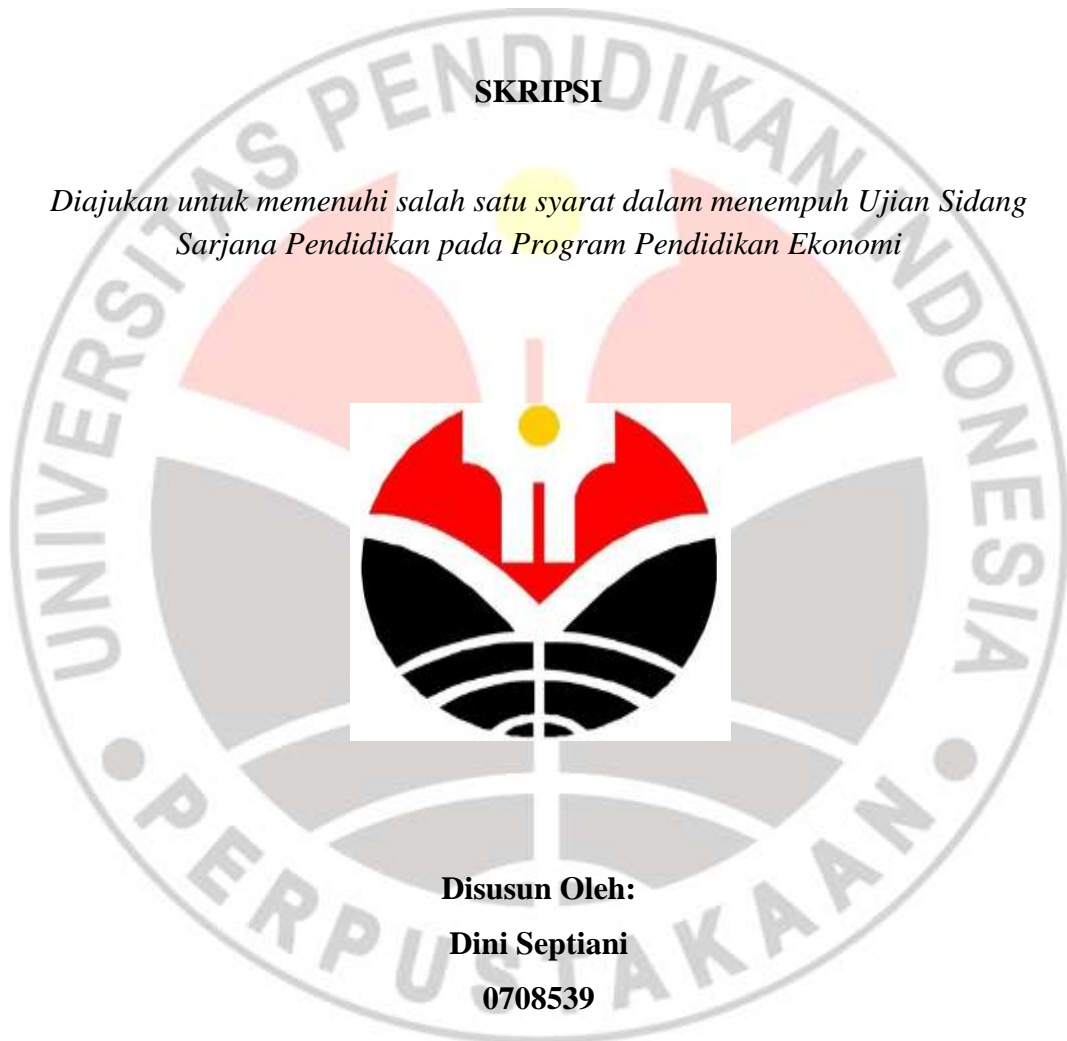 SKRIPSI
Diajukan untuk memenuhi salah satu syarat dalam menempuh Ujian Sidang
Sarjana Pendidikan pada Program Pendidikan Ekonomi
Disusun Oleh:
Dini Septiani
0708539
UNIVERSITAS PENDIDIKAN INDONESIA
PERPUSTAKAAN